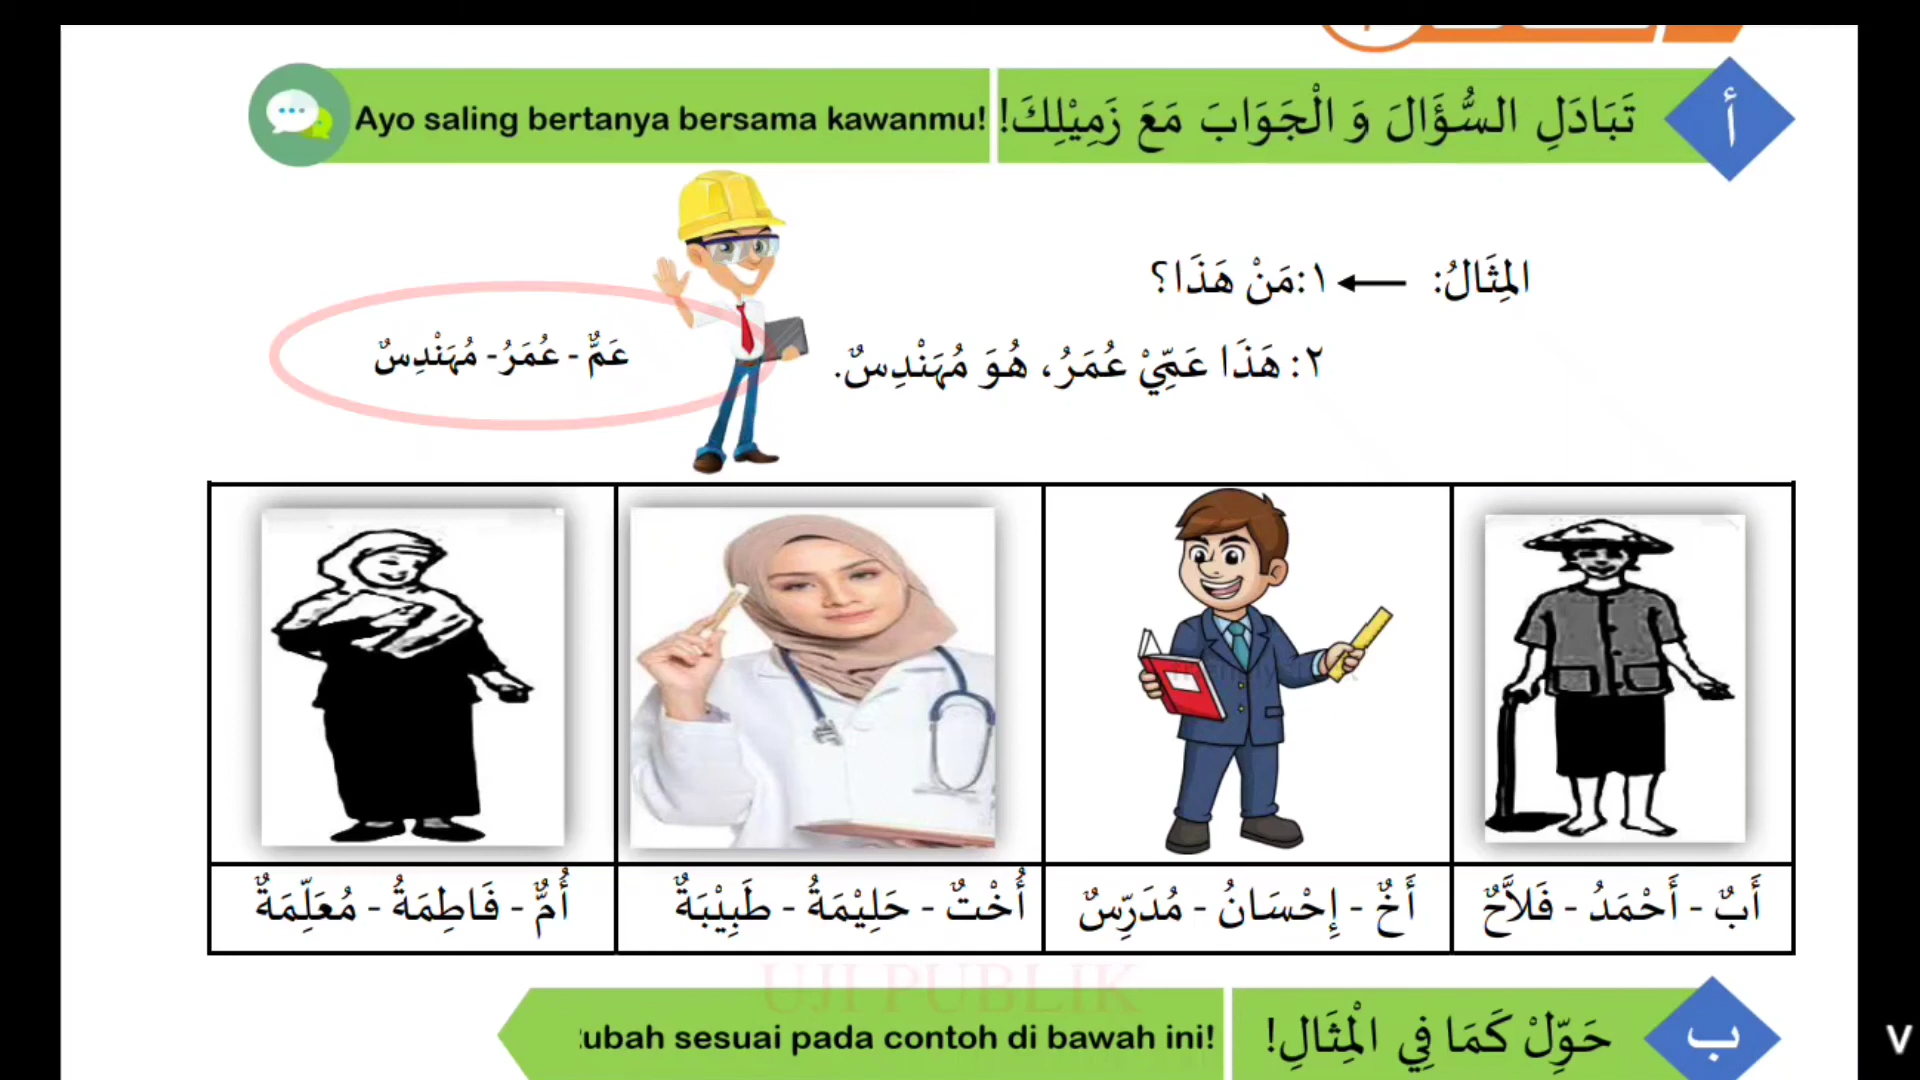 أ تَبَادَلِ السُّؤَالَ وَ الْجَوَابَ مَعَ زَمِيْلِكَ!
Ayo saling bertanya bersama kawanmu!
المِثَالُ: ١: مَنْ هَذَا؟
٢: هَذَا عَمِّيْ عُمَرُ، هُوَ مُهَنْدِسٌ.
عَمٌّ - عُمَرُ - مُهَنْدِسٌ
أَبٌ - أَحْمَدُ - فَلَاَّحٌ
أَخٌ - إِحْسَانُ - مُدَرِّسٌ
أُخْتٌ - حَلِيْمَةُ - طَبِيْبَةٌ
أُمٌّ - فَاطِمَةُ - مُعَلِّمَةٌ
UJI PUBLIK
ب حَوِّلْ كَمَا فِي الْمِثَالِ!
ubah sesuai pada contoh di bawah ini!
V